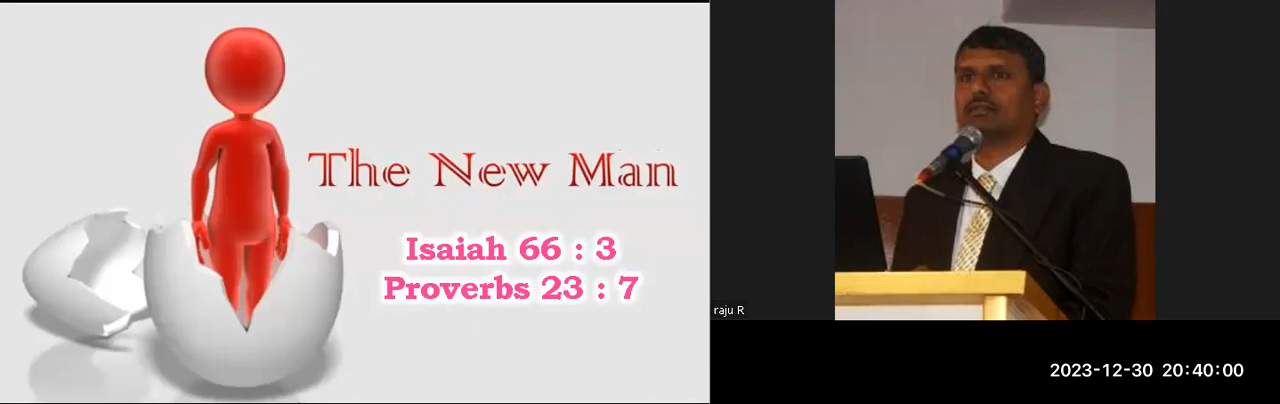 The New Man
Isaiah 66 : 3
Proverbs 23 : 7
raju R
2023-12-30 20:40:00